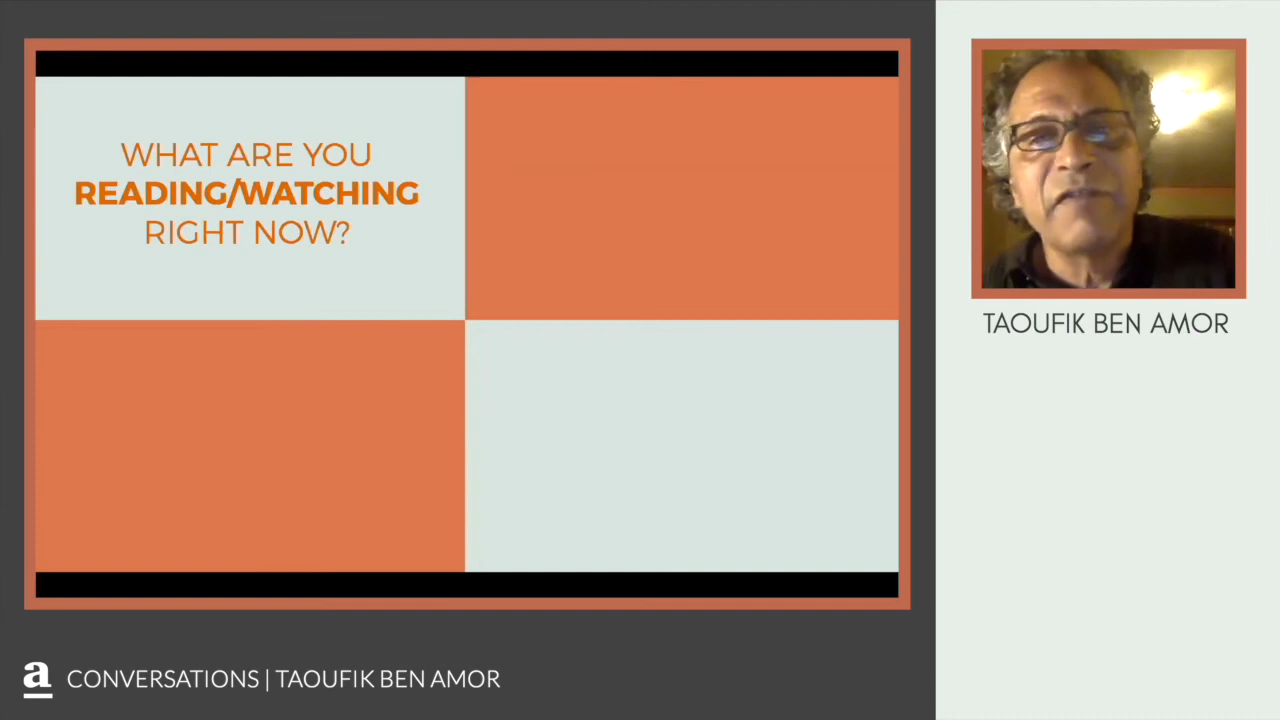 WHAT ARE YOU
READING/WATCHING
RIGHT NOW?
TAOUFIK BEN AMOR
a CONVERSATIONS | TAOUFIK BEN AMOR